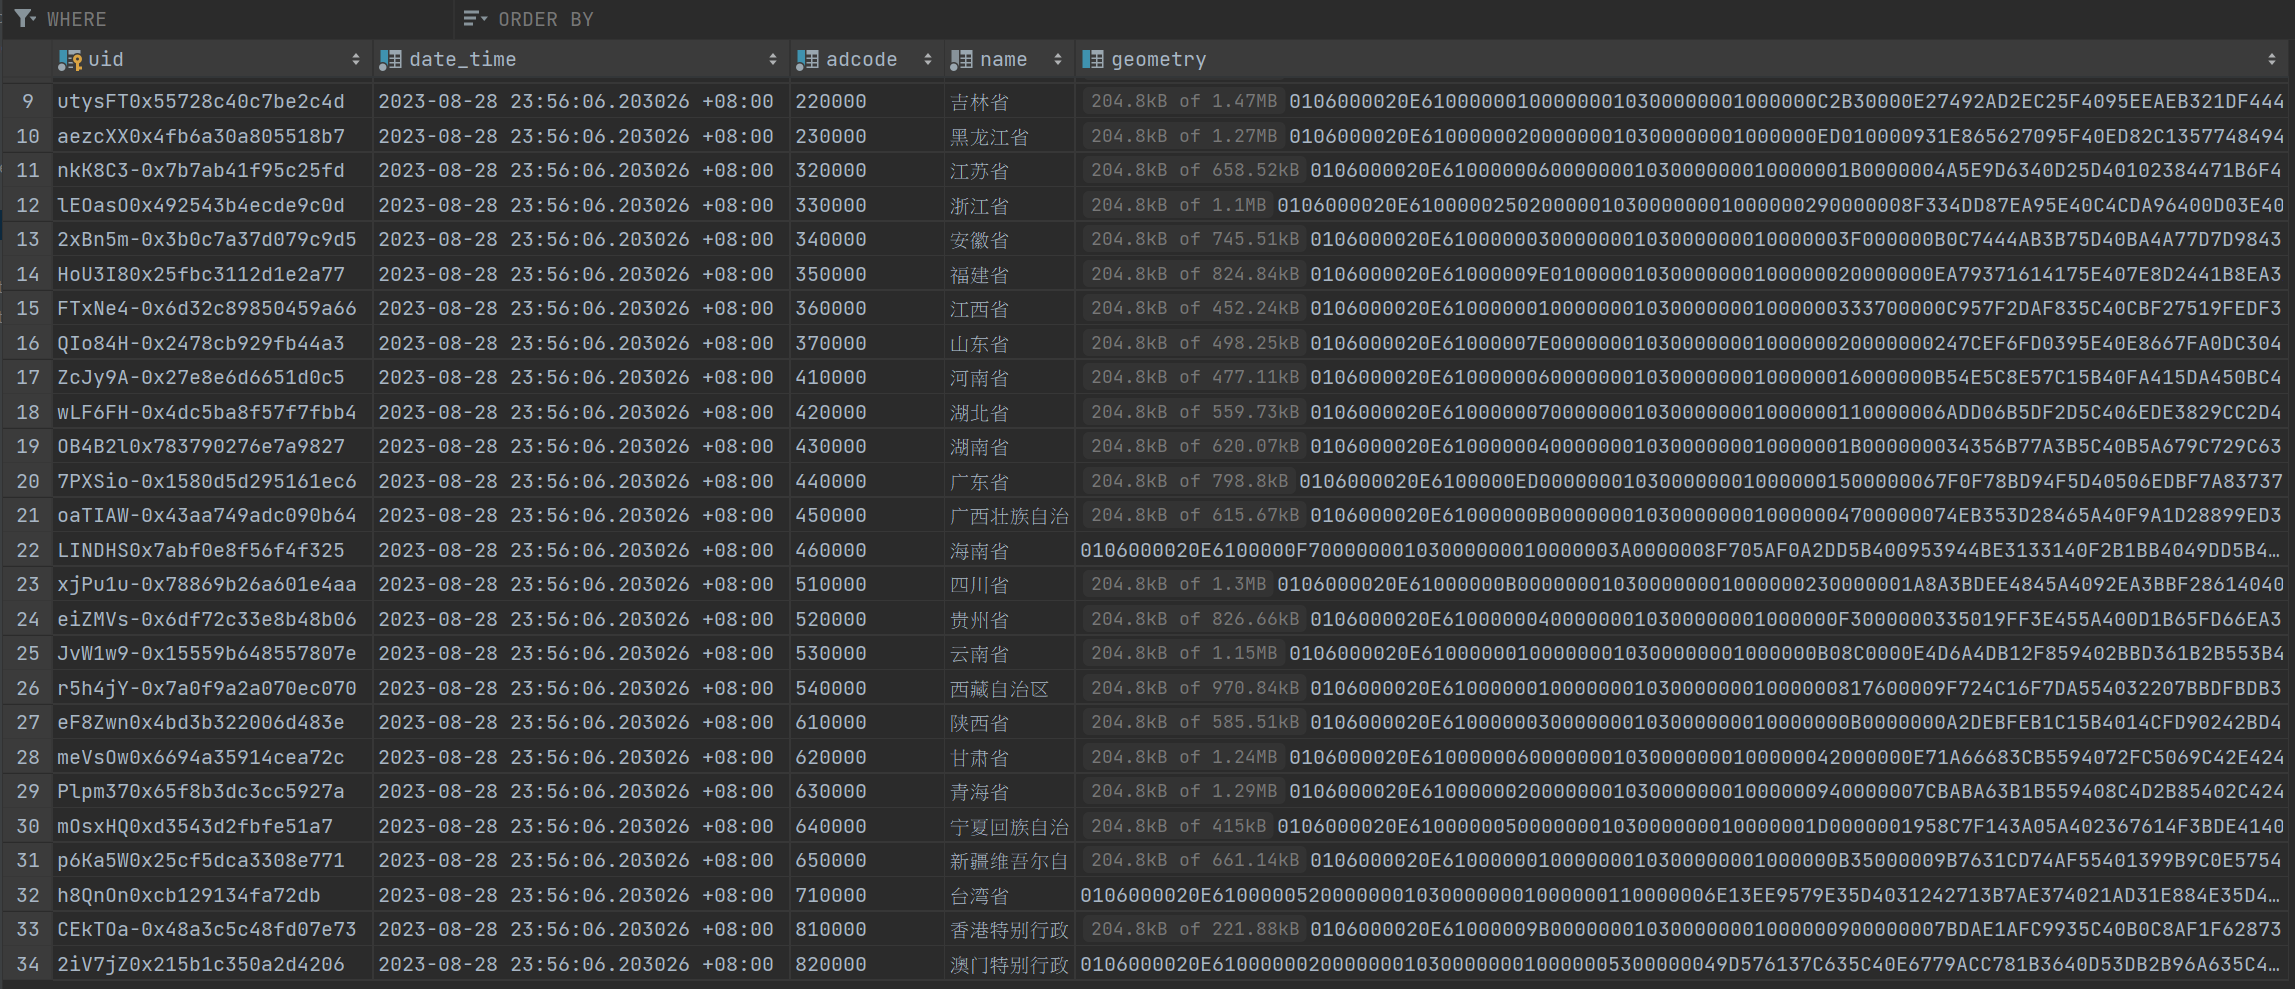 WHERE ORDER BY
uid date_time adcode name geometry
9 utysFT0x55728c40c7be2c4d 2023-08-28 23:56:06.203026 +08:00 220000 吉林省 204.8kB of 1.47MB 0106000020E61000000100000001030000000100000​0C2B30000E27492AD2EC25F4095EEAEB321DF444
10 aezcXX0x4fb6a30a805518b7 2023-08-28 23:56:06.203026 +08:00 230000 黑龙江省 204.8kB of 1.27MB 0106000020E610000002000000010300000001000000ED010000931E865627095F40ED82C1357748494
11 nkK8C3-0x7b7ab41f95c25fd 2023-08-28 23:56:06.203026 +08:00 320000 江苏省 204.8kB of 658.52kB 0106000020E6100000060000000103000000010000001B0000004A5E9D6340D25D40102384471B6F4
12 lEOasO0x492543b4ecde9c0d 2023-08-28 23:56:06.203026 +08:00 330000 浙江省 204.8kB of 1.1MB 0106000020E610000025020000010300000001000000290000008F334DD87EA95E40C4CDA96400D03E40
13 2xBn5m-0x3b0c7a37d079c9d5 2023-08-28 23:56:06.203026 +08:00 340000 安徽省 204.8kB of 745.51kB 0106000020E6100000030000000103000000010000003F000000B0C7444AB3B75D40BA4A77D7D9843
14 HoU3I80x25fbc3112d1e2a77 2023-08-28 23:56:06.203026 +08:00 350000 福建省 204.8kB of 824.84kB 0106000020E61000009E01000001030000000100000020000000EA79371614175E407E8D2441B8EA3
15 FTxNe4-0x6d32c89850459a66 2023-08-28 23:56:06.203026 +08:00 360000 江西省 204.8kB of 452.24kB 0106000020E610000001000000010300000001000000333700000C957F2DAF835C40CBF27519FEDF3
16 QIo84H-0x2478cb929fb44a3 2023-08-28 23:56:06.203026 +08:00 370000 山东省 204.8kB of 498.25kB 0106000020E61000007E00000001030000000100000020000000247CEF6FD0395E40E8667FA0DC304
17 ZcJy9A-0x27e8e6d6651d0c5 2023-08-28 23:56:06.203026 +08:00 410000 河南省 204.8kB of 477.11kB 0106000020E61000000600000001030000000100000016000000B54E5C8E57C15B40FA415DA450BC4
18 wLF6FH-0x4dc5ba8f57f7fbb4 2023-08-28 23:56:06.203026 +08:00 420000 湖北省 204.8kB of 559.73kB 0106000020E610000007000000010300000001000000110000006ADD06B5DF2D5C406EDE3829CC2D4
19 OB4B2l0x783790276e7a9827 2023-08-28 23:56:06.203026 +08:00 430000 湖南省 204.8kB of 620.07kB 0106000020E6100000040000000103000000010000001B000000034356B77A3B5C40B5A679C729C63
20 7PXSio-0x1580d5d295161ec6 2023-08-28 23:56:06.203026 +08:00 440000 广东省 204.8kB of 798.8kB 0106000020E6100000ED0000000103000000010000001500000067F0F78BD94F5D40506EDBF7A83737
21 oaTIAW-0x43aa749adc090b64 2023-08-28 23:56:06.203026 +08:00 450000 广西壮族自治 204.8kB of 615.67kB 0106000020E61000000B0000000103000000010000004700000074EB353D28465A40F9A1D28899ED3
22 LINDHS0x7abf0e8f56f4f325 2023-08-28 23:56:06.203026 +08:00 460000 海南省 0106000020E6100000F70000000103000000010000003A0000008F705AF0A2DD5B400953944BE3133140F2B1BB4049DD5B4…
23 xjPu1u-0x78869b26a601e4aa 2023-08-28 23:56:06.203026 +08:00 510000 四川省 204.8kB of 1.3MB 0106000020E61000000B000000010300000001000000230000001A8A3BDEE4845A4092EA3BBF28614040
24 eiZMVs-0x6df72c33e8b48b06 2023-08-28 23:56:06.203026 +08:00 520000 贵州省 204.8kB of 826.66kB 0106000020E610000004000000010300000001000000F3000000335019FF3E455A400D1B65FD66EA3
25 JvW1w9-0x15559b648557807e 2023-08-28 23:56:06.203026 +08:00 530000 云南省 204.8kB of 1.15MB 0106000020E610000001000000010300000001000000B08C0000E4D6A4DB12F859402BBD361B2B553B4
26 r5h4jY-0x7a0f9a2a070ec070 2023-08-28 23:56:06.203026 +08:00 540000 西藏自治区 204.8kB of 970.84kB 0106000020E610000001000000010300000001000000817600009F724C16F7DA554032207BBDFBDB3
27 eF8Zwn0x4bd3b322006d483e 2023-08-28 23:56:06.203026 +08:00 610000 陕西省 204.8kB of 585.51kB 0106000020E6100000030000000103000000010000000B0000000A2DEBFEB1C15B4014CFD90242BD4
28 meVsOw0x6694a35914cea72c 2023-08-28 23:56:06.203026 +08:00 620000 甘肃省 204.8kB of 1.24MB 0106000020E61000000600000001030000000100000042000000E71A66683CB5594072FC5069C42E424
29 Plpm370x65f8b3dc3cc5927a 2023-08-28 23:56:06.203026 +08:00 630000 青海省 204.8kB of 1.29MB 0106000020E610000002000000010300000001000000940000007CBABA63B1B559408C4D2B85402C424
30 mOsxHQ0xd3543d2fbfe51a7 2023-08-28 23:56:06.203026 +08:00 640000 宁夏回族自治 204.8kB of 415kB 0106000020E6100000050000000103000000010000001D0000001958C7F143A05A402367614F3BDE4140
31 p6Ka5W0x25cf5dca3308e771 2023-08-28 23:56:06.203026 +08:00 650000 新疆维吾尔自 204.8kB of 661.14kB 0106000020E610000001000000010300000001000000B35000009B7631CD74AF55401399B9C0E5754
32 h8QnOn0xcb129134fa72db 2023-08-28 23:56:06.203026 +08:00 710000 台湾省 0106000020E610000052000000010300000001000000110000006E13EE9579E35D4031242713B7AE374021AD31E884E35D4…
33 CEkTOa-0x48a3c5c48fd07e73 2023-08-28 23:56:06.203026 +08:00 810000 香港特别行政 204.8kB of 221.88kB 0106000020E61000009B000000010300000001000000900000007BDAE1AFC9935C40B0C8AF1F62873
34 2iV7jZ0x215b1c350a2d4206 2023-08-28 23:56:06.203026 +08:00 820000 澳门特别行政 0106000020E6100000020000000103000000010000005300000049D576137C635C40E6779ACC781B3640D53DB2B96A635C4…